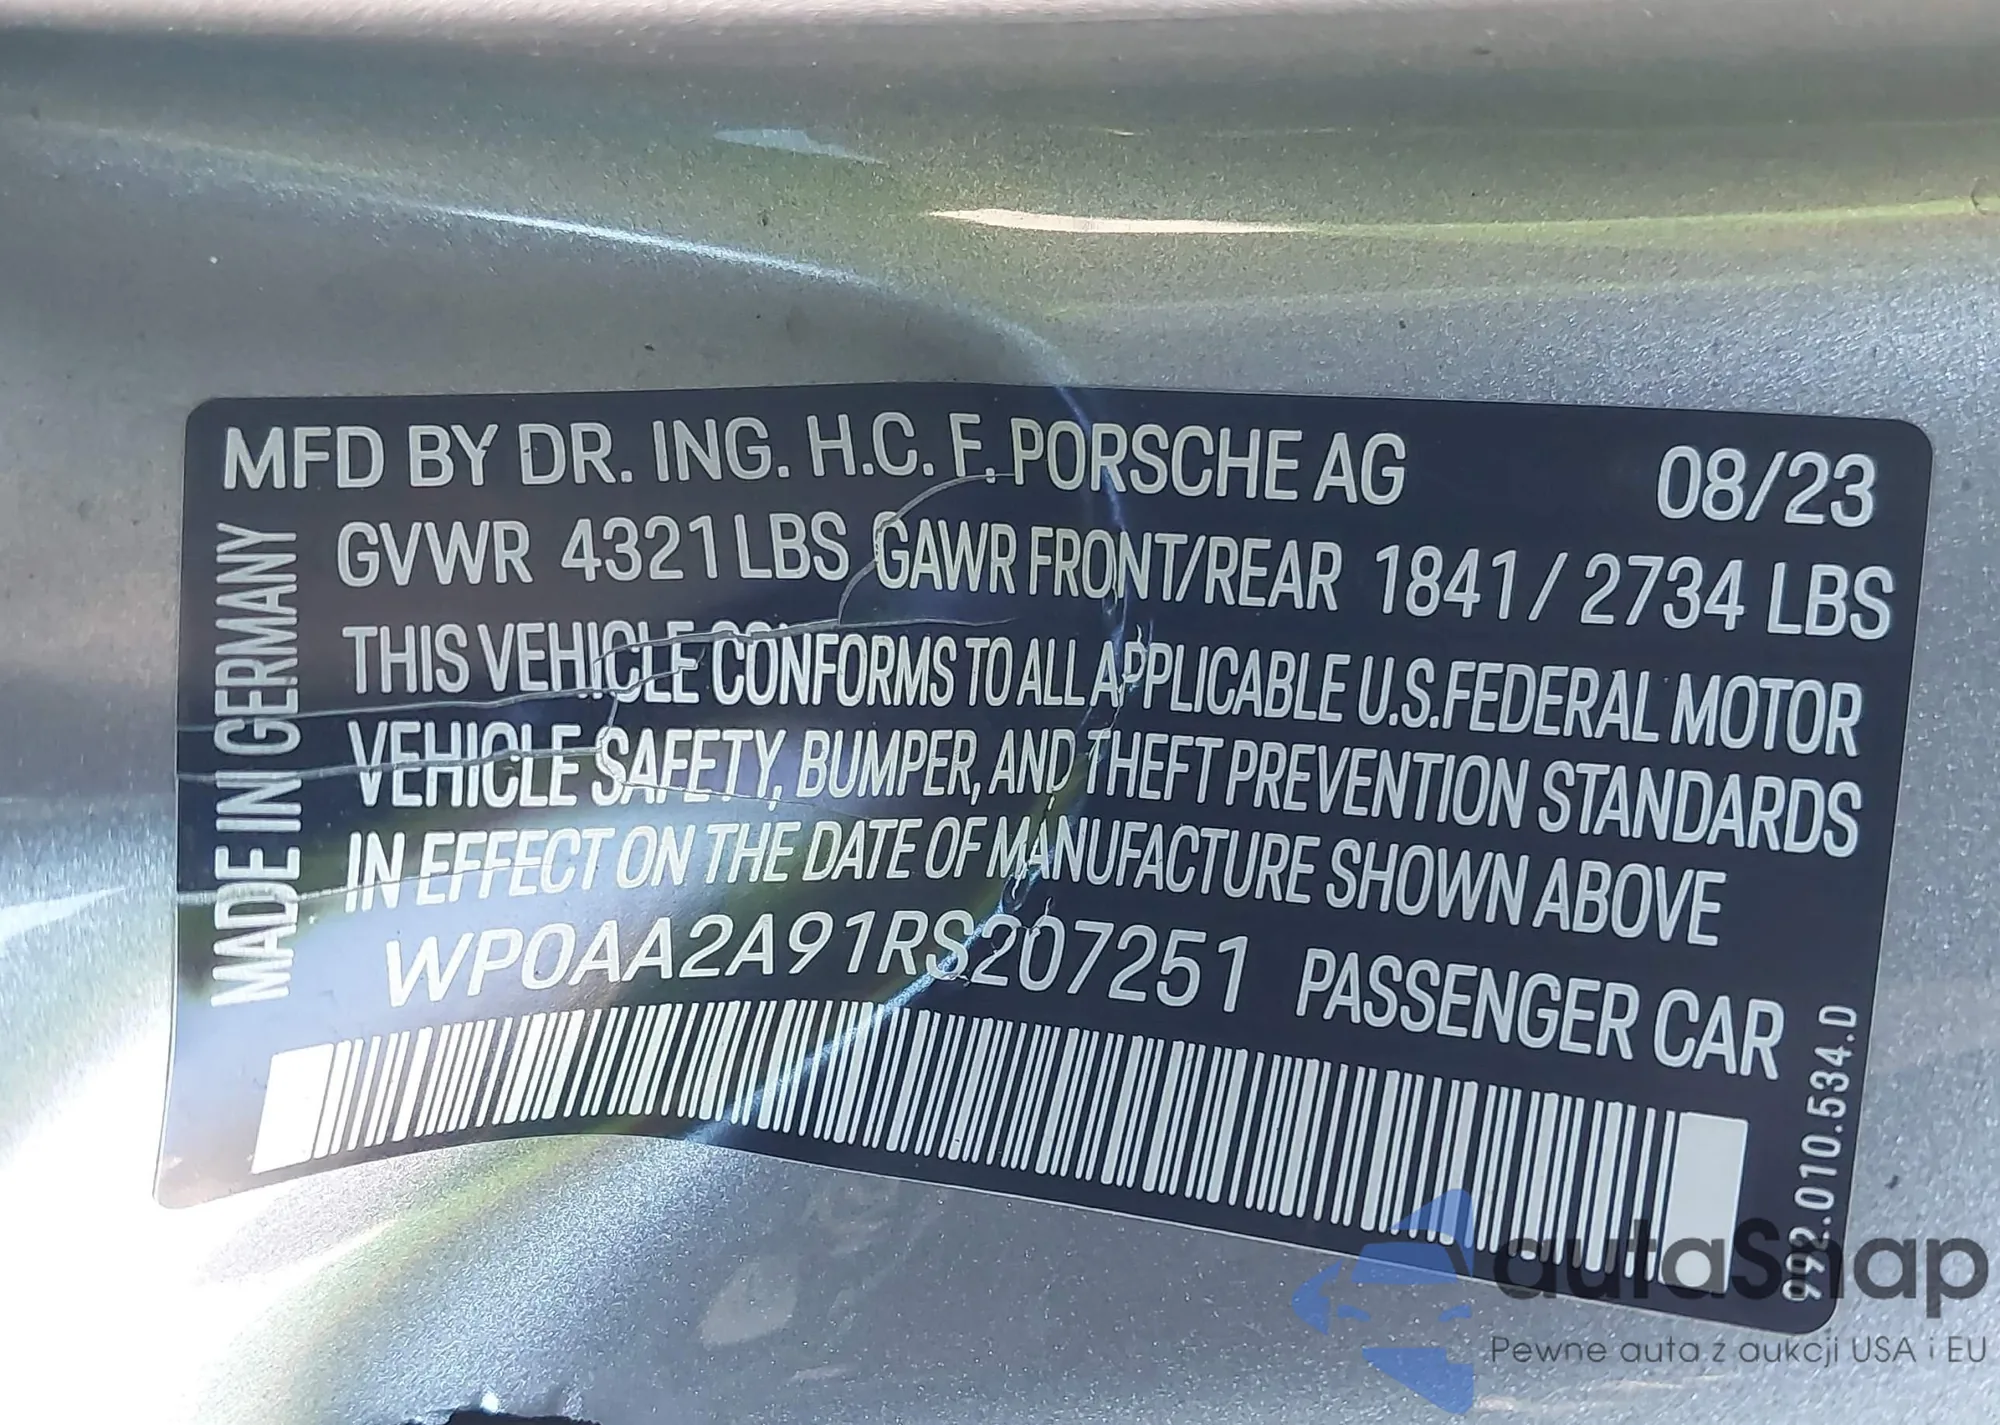 MFD BY DR. ING. H.C. F. PORSCHE AG 08/23
GVWR 4321 LBS GAWR FRONT/REAR 1841 / 2734 LBS
THIS VEHICLE CONFORMS TO ALL APPLICABLE U.S.FEDERAL MOTOR
VEHICLE SAFETY, BUMPER, AND THEFT PREVENTION STANDARDS
IN EFFECT ON THE DATE OF MANUFACTURE SHOWN ABOVE
WP0AA2A91RS207251 PASSENGER CAR
MADE IN GERMANY
992.010.534.D
autaSnap
Pewne auta z aukcji USA i EU